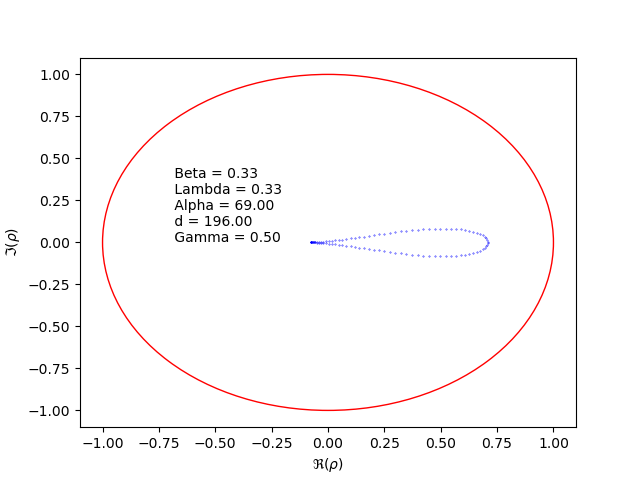 1.00
0.75
0.50
0.25
0.00
−0.25
−0.50
−0.75
−1.00
ℑ(ρ)
Beta = 0.33
Lambda = 0.33
Alpha = 69.00
d = 196.00
Gamma = 0.50
−1.00 −0.75 −0.50 −0.25 0.00 0.25 0.50 0.75 1.00
ℜ(ρ)